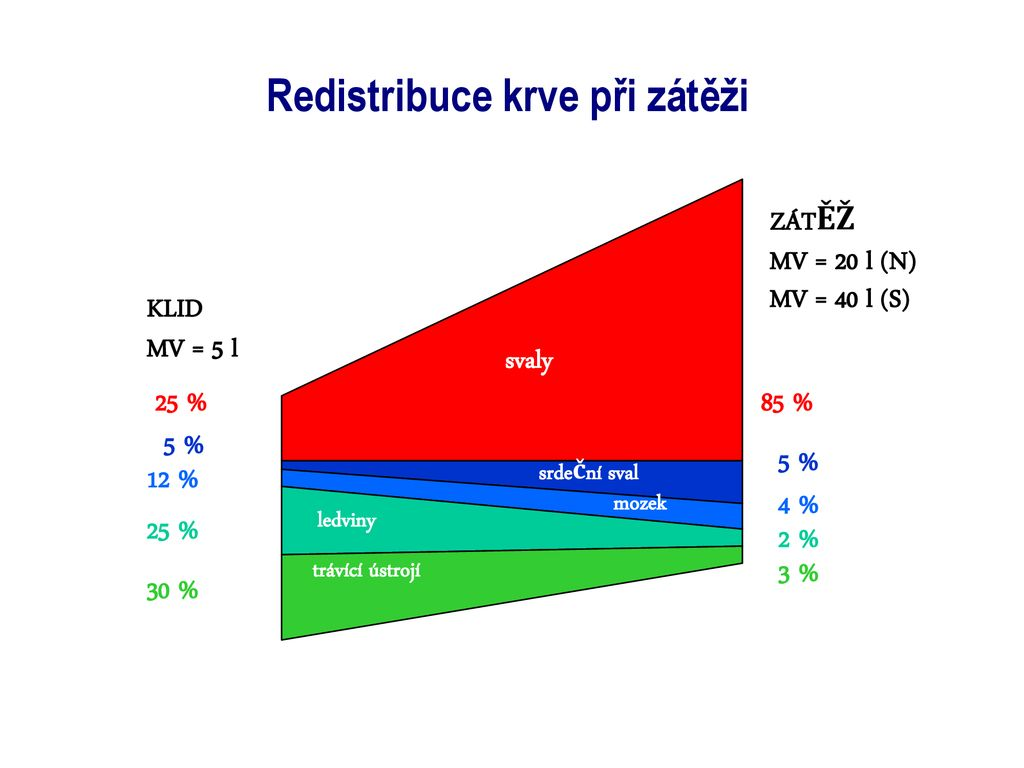 Redistribuce krve při zátěži
ZÁTĚŽ
MV = 20 l (N)
MV = 40 l (S)
KLID
MV = 5 l
svaly
25 %
85 %
5 %
12 %
srdeční sval
5 %
mozek
4 %
25 %
ledviny
2 %
trávící ústrojí
3 %
30 %